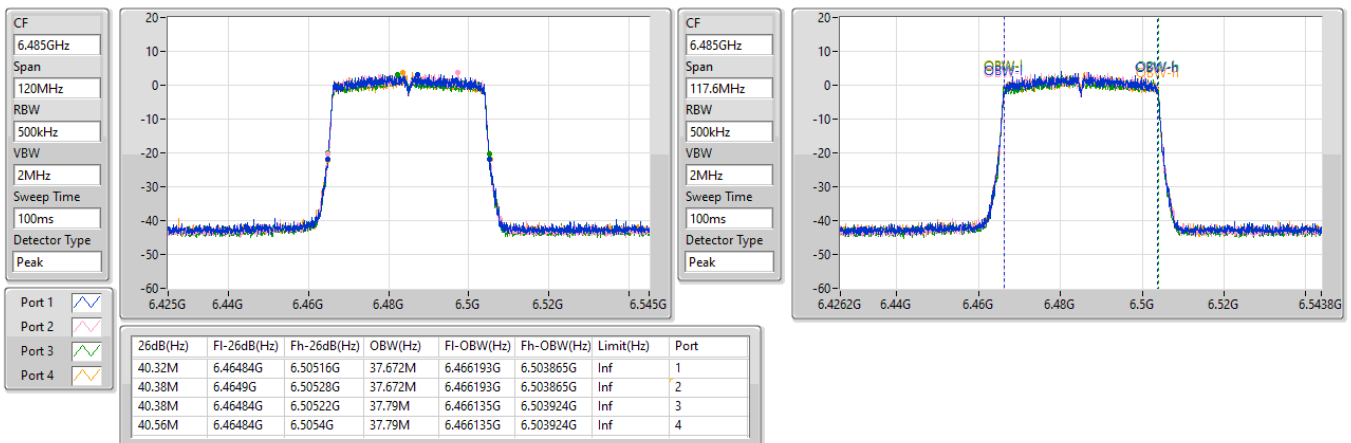 CF
6.485GHz
Span
120MHz
RBW
500kHz
VBW
2MHz
Sweep Time
100ms
Detector Type
Peak
20
10
0
-10
-20
-30
-40
-50
-60
6.425G 6.44G 6.46G 6.48G 6.5G 6.52G 6.545G
CF
6.485GHz
Span
117.6MHz
RBW
500kHz
VBW
2MHz
Sweep Time
100ms
Detector Type
Peak
20
10
0
-10
-20
-30
-40
-50
-60
OBW-l OBW-h
6.4262G 6.44G 6.46G 6.48G 6.5G 6.52G 6.5438G
Port 1
Port 2
Port 3
Port 4
26dB(Hz) Fl-26dB(Hz) Fh-26dB(Hz) OBW(Hz) Fl-OBW(Hz) Fh-OBW(Hz) Limit(Hz) Port
40.32M 6.46484G 6.50516G 37.672M 6.466193G 6.503865G Inf 1
40.38M 6.4649G 6.50528G 37.672M 6.466193G 6.503865G Inf 2
40.38M 6.46484G 6.50522G 37.79M 6.466135G 6.503924G Inf 3
40.56M 6.46484G 6.5054G 37.79M 6.466135G 6.503924G Inf 4